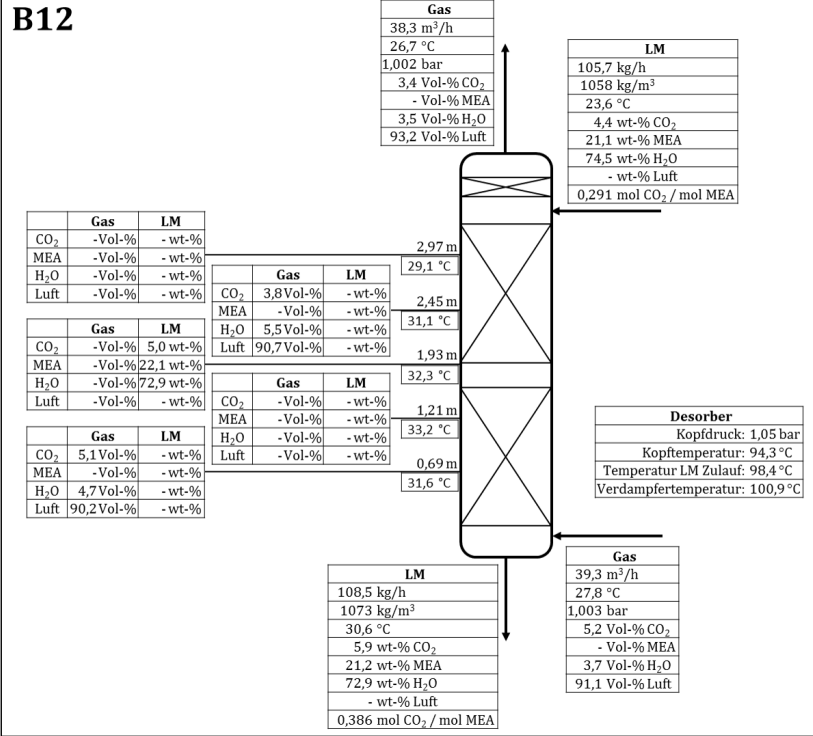 B12
Gas
38,3 m³/h
26,7 °C
1,002 bar
3,4 Vol-% CO₂
- Vol-% MEA
3,5 Vol-% H₂O
93,2 Vol-% Luft
LM
105,7 kg/h
1058 kg/m³
23,6 °C
4,4 wt-% CO₂
21,1 wt-% MEA
74,5 wt-% H₂O
- wt-% Luft
0,291 mol CO₂ / mol MEA
Gas LM
CO₂ -Vol-% - wt-%
MEA -Vol-% - wt-%
H₂O -Vol-% - wt-%
Luft -Vol-% - wt-%
2,97 m
29,1 °C
Gas LM
CO₂ 3,8 Vol-% - wt-%
MEA -Vol-% - wt-%
H₂O 5,5 Vol-% - wt-%
Luft 90,7 Vol-% - wt-%
2,45 m
31,1 °C
Gas LM
CO₂ -Vol-% 5,0 wt-%
MEA -Vol-% 22,1 wt-%
H₂O -Vol-% 72,9 wt-%
Luft -Vol-% - wt-%
1,93 m
32,3 °C
Gas LM
CO₂ -Vol-% - wt-%
MEA -Vol-% - wt-%
H₂O -Vol-% - wt-%
Luft -Vol-% - wt-%
1,21 m
33,2 °C
Gas LM
CO₂ 5,1 Vol-% - wt-%
MEA -Vol-% - wt-%
H₂O 4,7 Vol-% - wt-%
Luft 90,2 Vol-% - wt-%
0,69 m
31,6 °C
Desorber
Kopfdruck: 1,05 bar
Kopftemperatur: 94,3 °C
Temperatur LM Zulauf: 98,4 °C
Verdampfertemperatur: 100,9 °C
LM
108,5 kg/h
1073 kg/m³
30,6 °C
5,9 wt-% CO₂
21,2 wt-% MEA
72,9 wt-% H₂O
- wt-% Luft
0,386 mol CO₂ / mol MEA
Gas
39,3 m³/h
27,8 °C
1,003 bar
5,2 Vol-% CO₂
- Vol-% MEA
3,7 Vol-% H₂O
91,1 Vol-% Luft